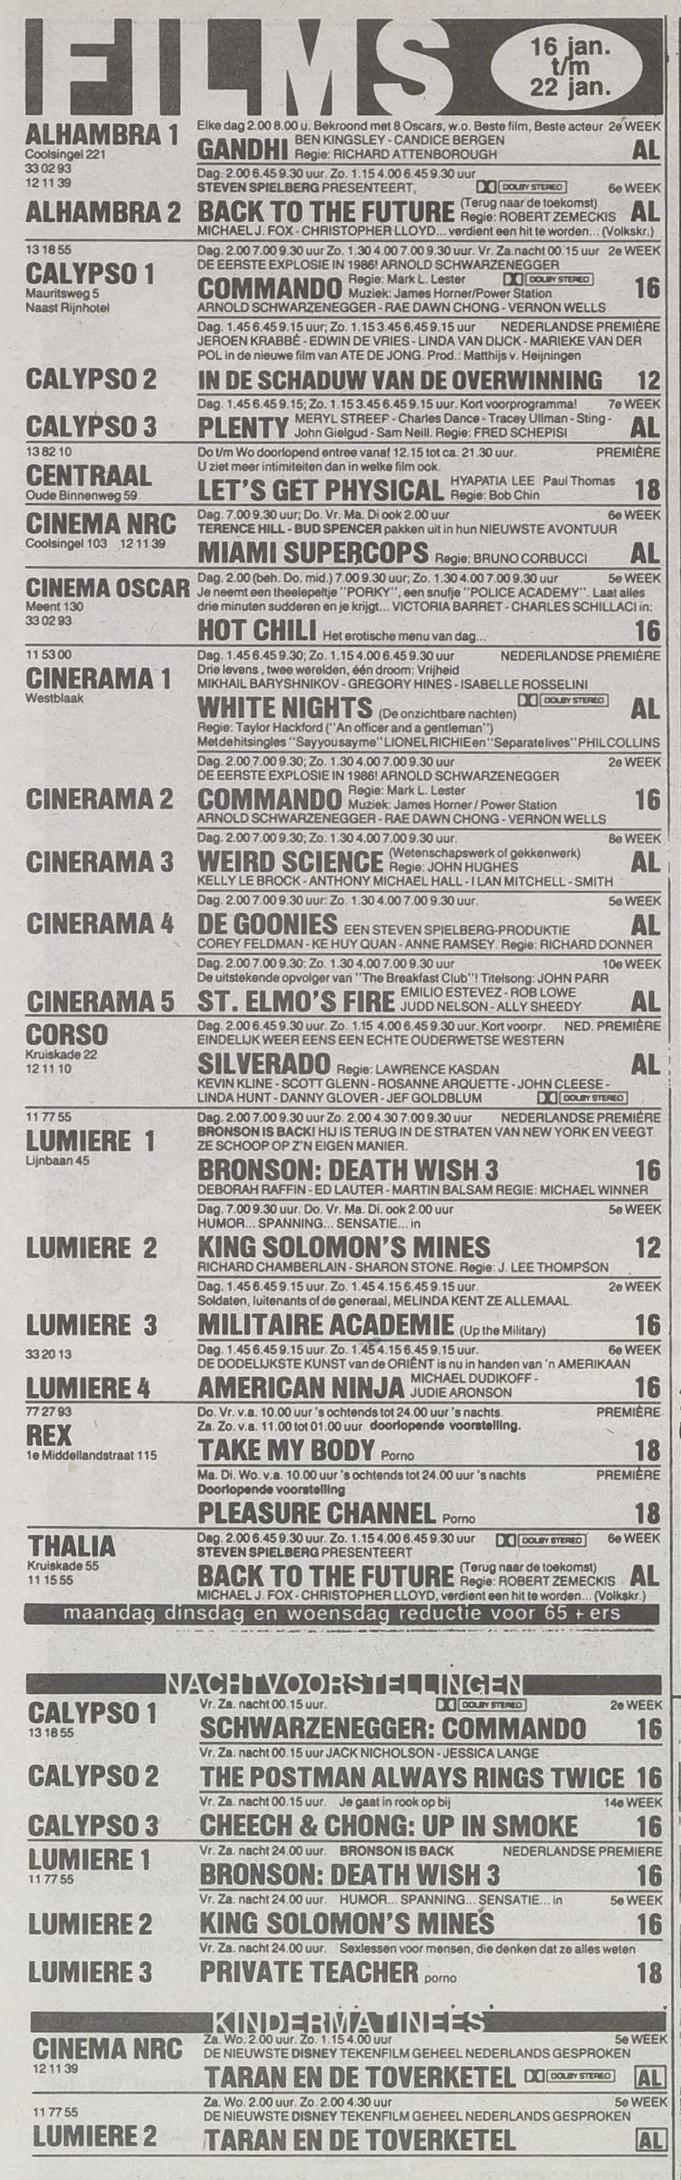 FILMS
16 jan.
t/m
22 jan.
ALHAMBRA 1
Coolsingel 221
33 02 93
12 11 39
Elke dag 2.00 8.00 u. Bekroond met 8 Oscars, w.o. Beste film, Beste acteur 2e WEEK
GANDHI BEN KINGSLEY - CANDICE BERGEN
Regie: RICHARD ATTENBOROUGH AL
Dag. 2.00 6.45 9.30 uur. Zo. 1.15 4.00 6.45 9.30 uur
STEVEN SPIELBERG PRESENTEERT, DOLBY STEREO 6e WEEK
ALHAMBRA 2 BACK TO THE FUTURE (Terug naar de toekomst)
Regie: ROBERT ZEMECKIS AL
MICHAEL J. FOX - CHRISTOPHER LLOYD... verdient een hit te worden... (Volkskr.)
13 18 55
CALYPSO 1
Mauritsweg 5
Naast Rijnhotel
Dag. 2.00 7.00 9.30 uur Zo. 1.30 4.00 7.00 9.30 uur. Vr. Za. nacht 00.15 uur 2e WEEK
DE EERSTE EXPLOSIE IN 1986! ARNOLD SCHWARZENEGGER
COMMANDO Regie: Mark L. Lester DOLBY STEREO
Muziek: James Horner/Power Station 16
ARNOLD SCHWARZENEGGER - RAE DAWN CHONG - VERNON WELLS
Dag. 1.45 6.45 9.15 uur; Zo. 1.15 3.45 6.45 9.15 uur NEDERLANDSE PREMIÈRE
JEROEN KRABBÉ - EDWIN DE VRIES - LINDA VAN DIJCK - MARIEKE VAN DER
POL in de nieuwe film van ATE DE JONG. Prod.: Matthijs v. Heijningen
CALYPSO 2 IN DE SCHADUW VAN DE OVERWINNING 12
Dag. 1.45 6.45 9.15; Zo. 1.15 3.45 6.45 9.15 uur. Kort voorprogramma! 7e WEEK
CALYPSO 3 PLENTY MERYL STREEP - Charles Dance - Tracey Ullman - Sting -
John Gielgud - Sam Neill. Regie: FRED SCHEPISI AL
13 82 10
CENTRAAL
Oude Binnenweg 59
Do t/m Wo doorlopend entree vanaf 12.15 tot ca. 21.30 uur. PREMIÈRE
U ziet meer intimiteiten dan in welke film ook.
LET'S GET PHYSICAL HYAPATIA LEE Paul Thomas
Regie: Bob Chin 18
CINEMA NRC
Coolsingel 103 12 11 39
Dag. 7.00 9.30 uur; Do. Vr. Ma. Di ook 2.00 uur 6e WEEK
TERENCE HILL - BUD SPENCER pakken uit in hun NIEUWSTE AVONTUUR
MIAMI SUPERCOPS Regie: BRUNO CORBUCCI AL
CINEMA OSCAR
Meent 130
33 02 93
Dag. 2.00 (beh. Do. mid.) 7.00 9.30 uur; Zo. 1.30 4.00 7.00 9.30 uur 5e WEEK
Je neemt een theelepeltje "PORKY", een snufje "POLICE ACADEMY". Laat alles
drie minuten sudderen en je krijgt... VICTORIA BARRET - CHARLES SCHILLACI in:
HOT CHILI Het erotische menu van dag... 16
11 53 00
CINERAMA 1
Westblaak
Dag. 1.45 6.45 9.30; Zo. 1.15 4.00 6.45 9.30 uur NEDERLANDSE PREMIÈRE
Drie levens, twee werelden, één droom: Vrijheid
MIKHAIL BARYSHNIKOV - GREGORY HINES - ISABELLE ROSSELINI
WHITE NIGHTS (De onzichtbare nachten) DOLBY STEREO AL
Regie: Taylor Hackford ("An officer and a gentleman")
Met de hitsingles "Say you say me" LIONEL RICHIE en "Separate lives" PHIL COLLINS
Dag. 2.00 7.00 9.30; Zo. 1.30 4.00 7.00 9.30 uur 2e WEEK
DE EERSTE EXPLOSIE IN 1986! ARNOLD SCHWARZENEGGER
CINERAMA 2 COMMANDO Regie: Mark L. Lester
Muziek: James Horner / Power Station 16
ARNOLD SCHWARZENEGGER - RAE DAWN CHONG - VERNON WELLS
Dag. 2.00 7.00 9.30; Zo. 1.30 4.00 7.00 9.30 uur. 8e WEEK
CINERAMA 3 WEIRD SCIENCE (Wetenschapswerk of gekkenwerk)
Regie: JOHN HUGHES AL
KELLY LE BROCK - ANTHONY MICHAEL HALL - ILAN MITCHELL - SMITH
Dag. 2.00 7.00 9.30 uur: Zo. 1.30 4.00 7.00 9.30 uur. 5e WEEK
CINERAMA 4 DE GOONIES EEN STEVEN SPIELBERG-PRODUKTIE AL
COREY FELDMAN - KE HUY QUAN - ANNE RAMSEY. Regie: RICHARD DONNER
Dag. 2.00 7.00 9.30: Zo. 1.30 4.00 7.00 9.30 uur 10e WEEK
De uitstekende opvolger van "The Breakfast Club"! Titelsong: JOHN PARR
CINERAMA 5 ST. ELMO'S FIRE EMILIO ESTEVEZ - ROB LOWE
JUDD NELSON - ALLY SHEEDY AL
CORSO
Kruiskade 22
12 11 10
Dag. 2.00 6.45 9.30 uur. Zo. 1.15 4.00 6.45 9.30 uur. Kort voorpr. NED. PREMIÈRE
EINDELIJK WEER EENS EEN ECHTE OUDERWETSE WESTERN
SILVERADO Regie: LAWRENCE KASDAN AL
KEVIN KLINE - SCOTT GLENN - ROSANNE ARQUETTE - JOHN CLEESE -
LINDA HUNT - DANNY GLOVER - JEF GOLDBLUM DOLBY STEREO
11 77 55
LUMIERE 1
Lijnbaan 45
Dag. 2.00 7.00 9.30 uur Zo. 2.00 4.30 7.00 9.30 uur NEDERLANDSE PREMIÈRE
BRONSON IS BACK! HIJ IS TERUG IN DE STRATEN VAN NEW YORK EN VEEGT
ZE SCHOOP OP Z'N EIGEN MANIER.
BRONSON: DEATH WISH 3 16
DEBORAH RAFFIN - ED LAUTER - MARTIN BALSAM REGIE: MICHAEL WINNER
Dag. 7.00 9.30 uur. Do. Vr. Ma. Di. ook 2.00 uur 5e WEEK
HUMOR... SPANNING... SENSATIE... in
LUMIERE 2 KING SOLOMON'S MINES 12
RICHARD CHAMBERLAIN - SHARON STONE. Regie: J. LEE THOMPSON
Dag. 1.45 6.45 9.15 uur. Zo. 1.45 4.15 6.45 9.15 uur. 2e WEEK
Soldaten, luitenants of de generaal, MELINDA KENT ZE ALLEMAAL.
LUMIERE 3 MILITAIRE ACADEMIE (Up the Military) 16
33 20 13
Dag. 1.45 6.45 9.15 uur. Zo. 1.45 4.15 6.45 9.15 uur. 6e WEEK
DE DODELIJKSTE KUNST van de ORIËNT is nu in handen van 'n AMERIKAAN
LUMIERE 4 AMERICAN NINJA MICHAEL DUDIKOFF -
JUDIE ARONSON 16
77 27 93
REX
1e Middellandstraat 115
Do. Vr. v.a. 10.00 uur 's ochtends tot 24.00 uur 's nachts. PREMIÈRE
Za. Zo. v.a. 11.00 tot 01.00 uur doorlopende voorstelling.
TAKE MY BODY Porno 18
Ma. Di. Wo. v.a. 10.00 uur 's ochtends tot 24.00 uur 's nachts PREMIÈRE
Doorlopende voorstelling
PLEASURE CHANNEL Porno 18
THALIA
Kruiskade 55
11 15 55
Dag. 2.00 6.45 9.30 uur. Zo. 1.15 4.00 6.45 9.30 uur DOLBY STEREO 6e WEEK
STEVEN SPIELBERG PRESENTEERT
BACK TO THE FUTURE (Terug naar de toekomst)
Regie: ROBERT ZEMECKIS AL
MICHAEL J. FOX - CHRISTOPHER LLOYD, verdient een hit te worden... (Volkskr.)
maandag dinsdag en woensdag reductie voor 65 + ers
NACHTVOORSTELLINGEN
CALYPSO 1
13 18 55
Vr. Za. nacht 00.15 uur. DOLBY STEREO 2e WEEK
SCHWARZENEGGER: COMMANDO 16
Vr. Za. nacht 00.15 uur JACK NICHOLSON - JESSICA LANGE
CALYPSO 2 THE POSTMAN ALWAYS RINGS TWICE 16
Vr. Za. nacht 00.15 uur. Je gaat in rook op bij 14e WEEK
CALYPSO 3 CHEECH & CHONG: UP IN SMOKE 16
LUMIERE 1
11 77 55
Vr. Za. nacht 24.00 uur. BRONSON IS BACK NEDERLANDSE PREMIERE
BRONSON: DEATH WISH 3 16
Vr. Za. nacht 24.00 uur. HUMOR... SPANNING... SENSATIE... in 5e WEEK
LUMIERE 2 KING SOLOMON'S MINES 16
Vr. Za. nacht 24.00 uur. Sexlessen voor mensen, die denken dat ze alles weten
LUMIERE 3 PRIVATE TEACHER porno 18
KINDERMATINEES
CINEMA NRC
12 11 39
Za. Wo. 2.00 uur. Zo. 1.15 4.00 uur 5e WEEK
DE NIEUWSTE DISNEY TEKENFILM GEHEEL NEDERLANDS GESPROKEN
TARAN EN DE TOVERKETEL DOLBY STEREO AL
11 77 55
LUMIERE 2
Za. Wo. 2.00 uur. Zo. 2.00 4.30 uur 5e WEEK
DE NIEUWSTE DISNEY TEKENFILM GEHEEL NEDERLANDS GESPROKEN
TARAN EN DE TOVERKETEL AL